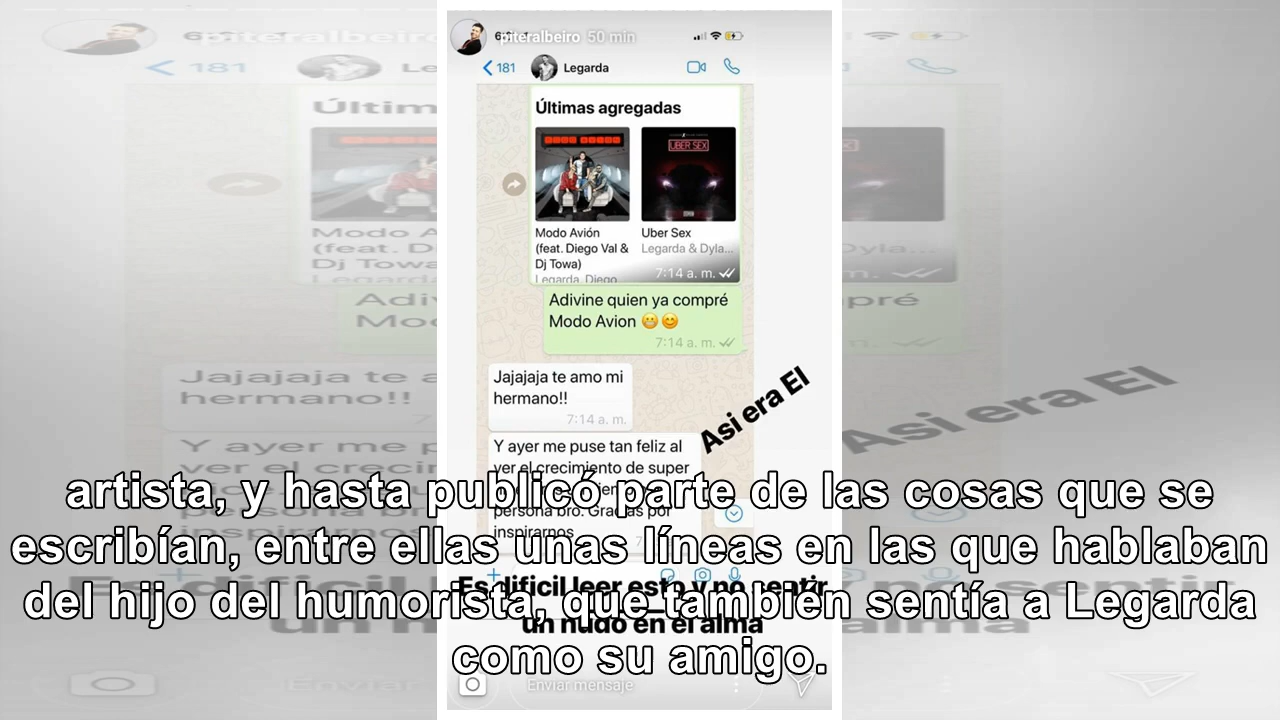 piteralbeiro 50 min
181 Legarda
Últimas agregadas
UBER SEX
Modo Avión
(feat. Diego Val &
Dj Towa)
Legarda, Diego
Uber Sex
Legarda & Dyla...
7:14 a. m.
Adivine quien ya compré
Modo Avion 😬😊
7:14 a. m.
Jajajaja te amo mi
hermano!!
7:14 a. m.
Asi era El
Y ayer me puse tan feliz al
ver el crecimiento de super
persona bro. Gracias por
inspirarnos
artista, y hasta publicó parte de las cosas que se
escribían, entre ellas unas líneas en las que hablaban
del hijo del humorista, que también sentía a Legarda
como su amigo.
Es dificil leer esto y no sentir
un nudo en el alma
Enviar mensaje